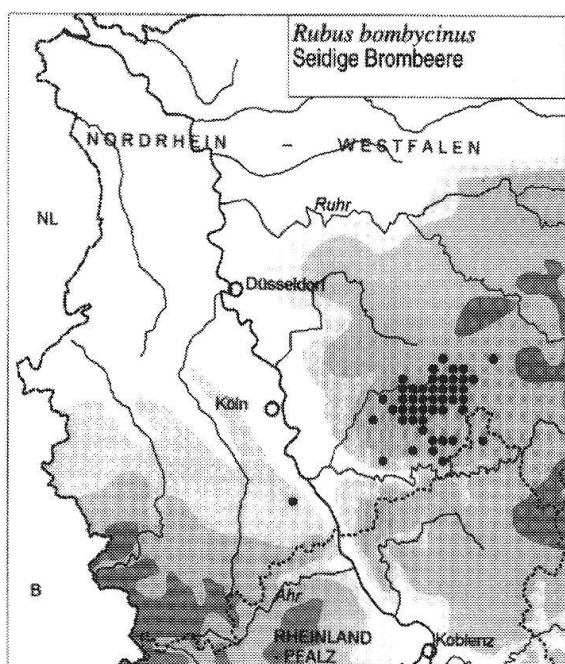 Rubus bombycinus
Seidige Brombeere
NORDRHEIN – WESTFALEN
Ruhr
NL
Düsseldorf
Köln
B
Ahr
RHEINLAND
-PFALZ
Koblenz